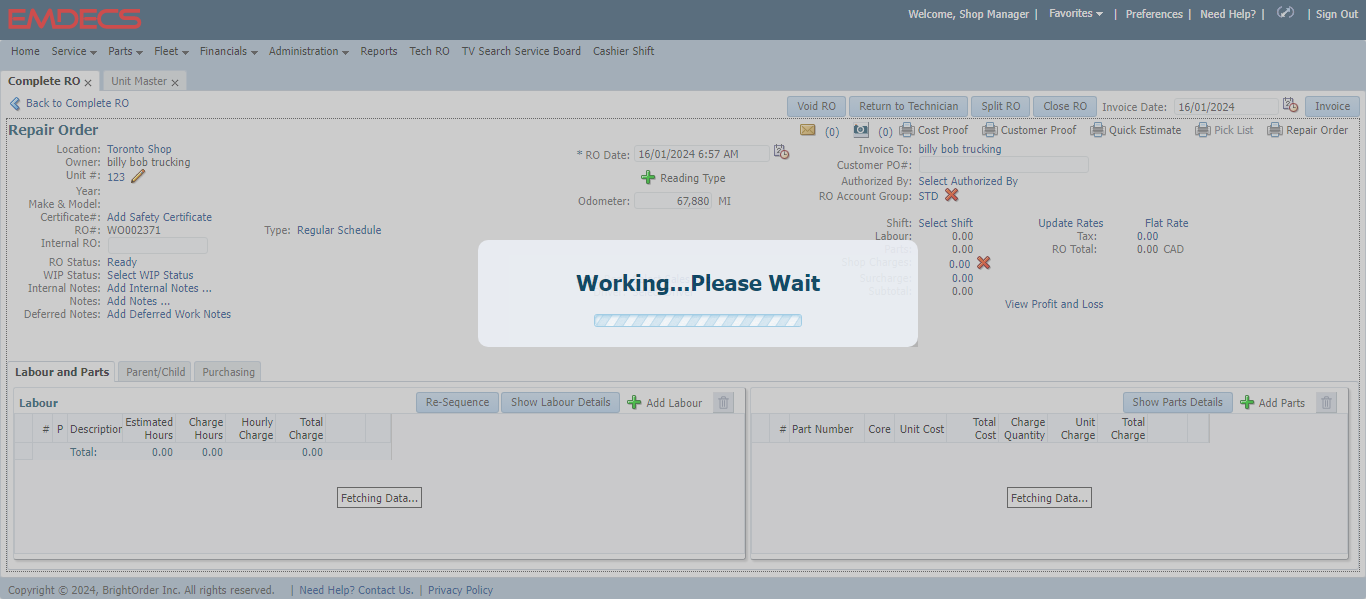 EMDECS
Welcome, Shop Manager | Favorites | Preferences | Need Help? | | Sign Out
Home Service Parts Fleet Financials Administration Reports Tech RO TV Search Service Board Cashier Shift
Complete RO x Unit Master x
Back to Complete RO
Void RO Return to Technician Split RO Close RO Invoice Date: 16/01/2024 Invoice
Repair Order
(0) (0) Cost Proof Customer Proof Quick Estimate Pick List Repair Order
Location: Toronto Shop
Owner: billy bob trucking
Unit #: 123
Year:
Make & Model:
Certificate#: Add Safety Certificate
RO#: WO002371 Type: Regular Schedule
Internal RO:
RO Status: Ready
WIP Status: Select WIP Status
Internal Notes: Add Internal Notes ...
Notes: Add Notes ...
Deferred Notes: Add Deferred Work Notes
* RO Date: 16/01/2024 6:57 AM
Reading Type
Odometer: 67,880 MI
Invoice To: billy bob trucking
Customer PO#:
Authorized By: Select Authorized By
RO Account Group: STD
Shift: Select Shift Update Rates Flat Rate
Labour: 0.00 Tax: 0.00
0.00 RO Total: 0.00 CAD
Shop Charges: 0.00
0.00
0.00
View Profit and Loss
Working...Please Wait
Labour and Parts Parent/Child Purchasing
Labour Re-Sequence Show Labour Details Add Labour
# P Description Estimated Hours Charge Hours Hourly Charge Total Charge
Total: 0.00 0.00 0.00
Fetching Data...
Show Parts Details Add Parts
# Part Number Core Unit Cost Total Cost Charge Quantity Unit Charge Total Charge
Fetching Data...
Copyright © 2024, BrightOrder Inc. All rights reserved. | Need Help? Contact Us. | Privacy Policy